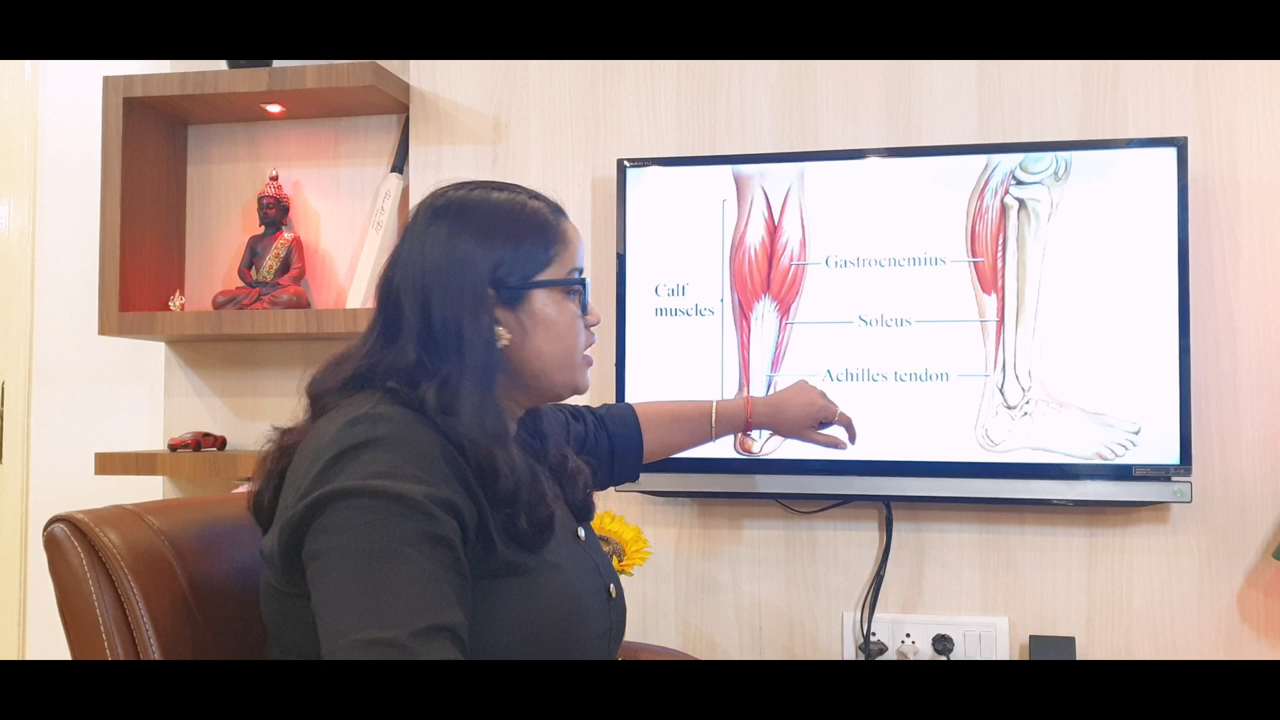 Gastrocnemius
Calf
muscles
Soleus
Achilles tendon